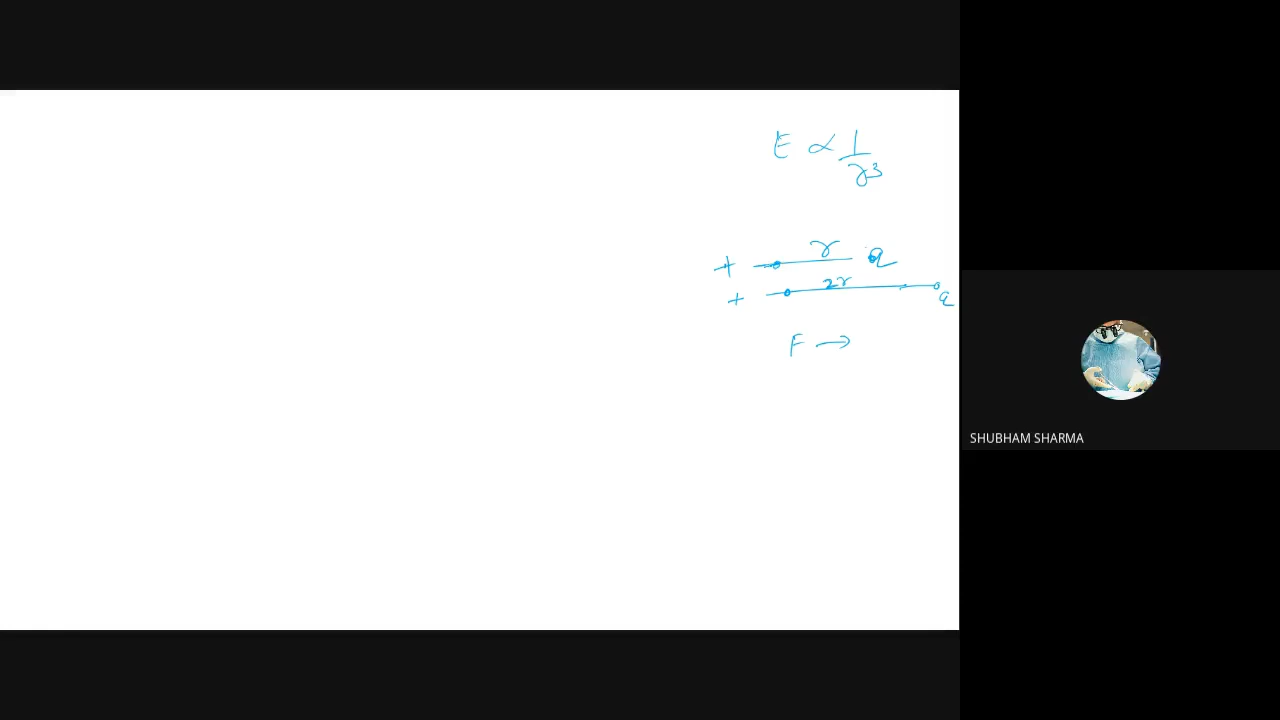 E ∝ 1/r³
+ r q
+ 2r q
F →
SHUBHAM SHARMA